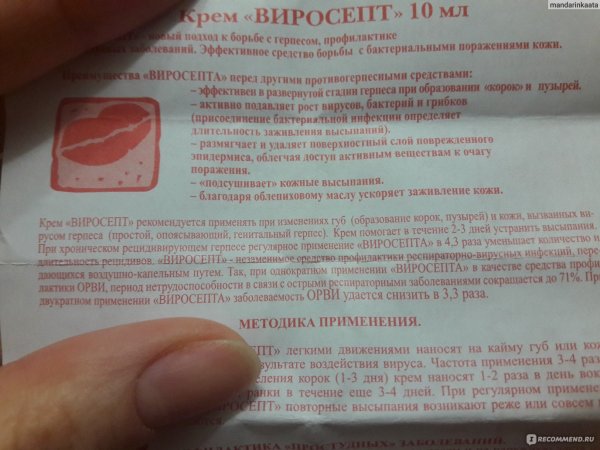 mandarinkaata
Крем «ВИРОСЕПТ» 10 мл
новый подход к борьбе с герпесом, профилактике
заболеваний. Эффективное средство борьбы с бактериальными поражениями кожи.
Преимущества «ВИРОСЕПТА» перед другими противогерпесными средствами:
– эффективен в развернутой стадии герпеса при образовании «корок» и пузырей.
– активно подавляет рост вирусов, бактерий и грибков
(присоединение бактериальной инфекции определяет
длительность заживления высыпаний).
– размягчает и удаляет поверхностный слой поврежденного
эпидермиса, облегчая доступ активным веществам к очагу
поражения.
– «подсушивает» кожные высыпания.
– благодаря облепиховому маслу ускоряет заживление кожи.
Крем «ВИРОСЕПТ» рекомендуется применять при изменениях губ (образование корок, пузырей) и кожи, вызванных ви-
русом герпеса (простой, опоясывающий, генитальный герпес). Крем помогает в течение 2-3 дней устранить высыпания.
При хроническом рецидивирующем герпесе регулярное применение «ВИРОСЕПТА» в 4,3 раза уменьшает количество и
длительность рецидивов. «ВИРОСЕПТ» - незаменимое средство профилактики респираторно-вирусных инфекций, пере-
дающихся воздушно-капельным путем. Так, при однократном применении «ВИРОСЕПТА» в качестве средства профи-
лактики ОРВИ, период нетрудоспособности в связи с острыми респираторными заболеваниями сокращается до 71%. При
двукратном применении «ВИРОСЕПТА» заболеваемость ОРВИ удается снизить в 3,3 раза.
МЕТОДИКА ПРИМЕНЕНИЯ.
легкими движениями наносят на кайму губ или кож
результате воздействия вируса. Частота применения 3-4 раз
корок (1-3 дня) крем наносят 1-2 раза в день вок
ранки в течение еще 3-4 дней. При регулярном примене
повторные высыпания возникают реже или совсем
"ПРОСТУДНЫХ" ЗАБОЛЕВАНИЙ.
RECOMMEND.RU